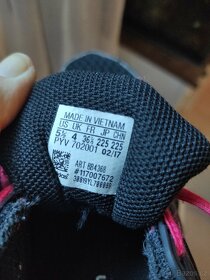 MADE IN VIETNAM
US UK FR JP CHN
5½ 4 36⅔ 225 225
PYV 702001 02/17
ART BB4368
#117007672